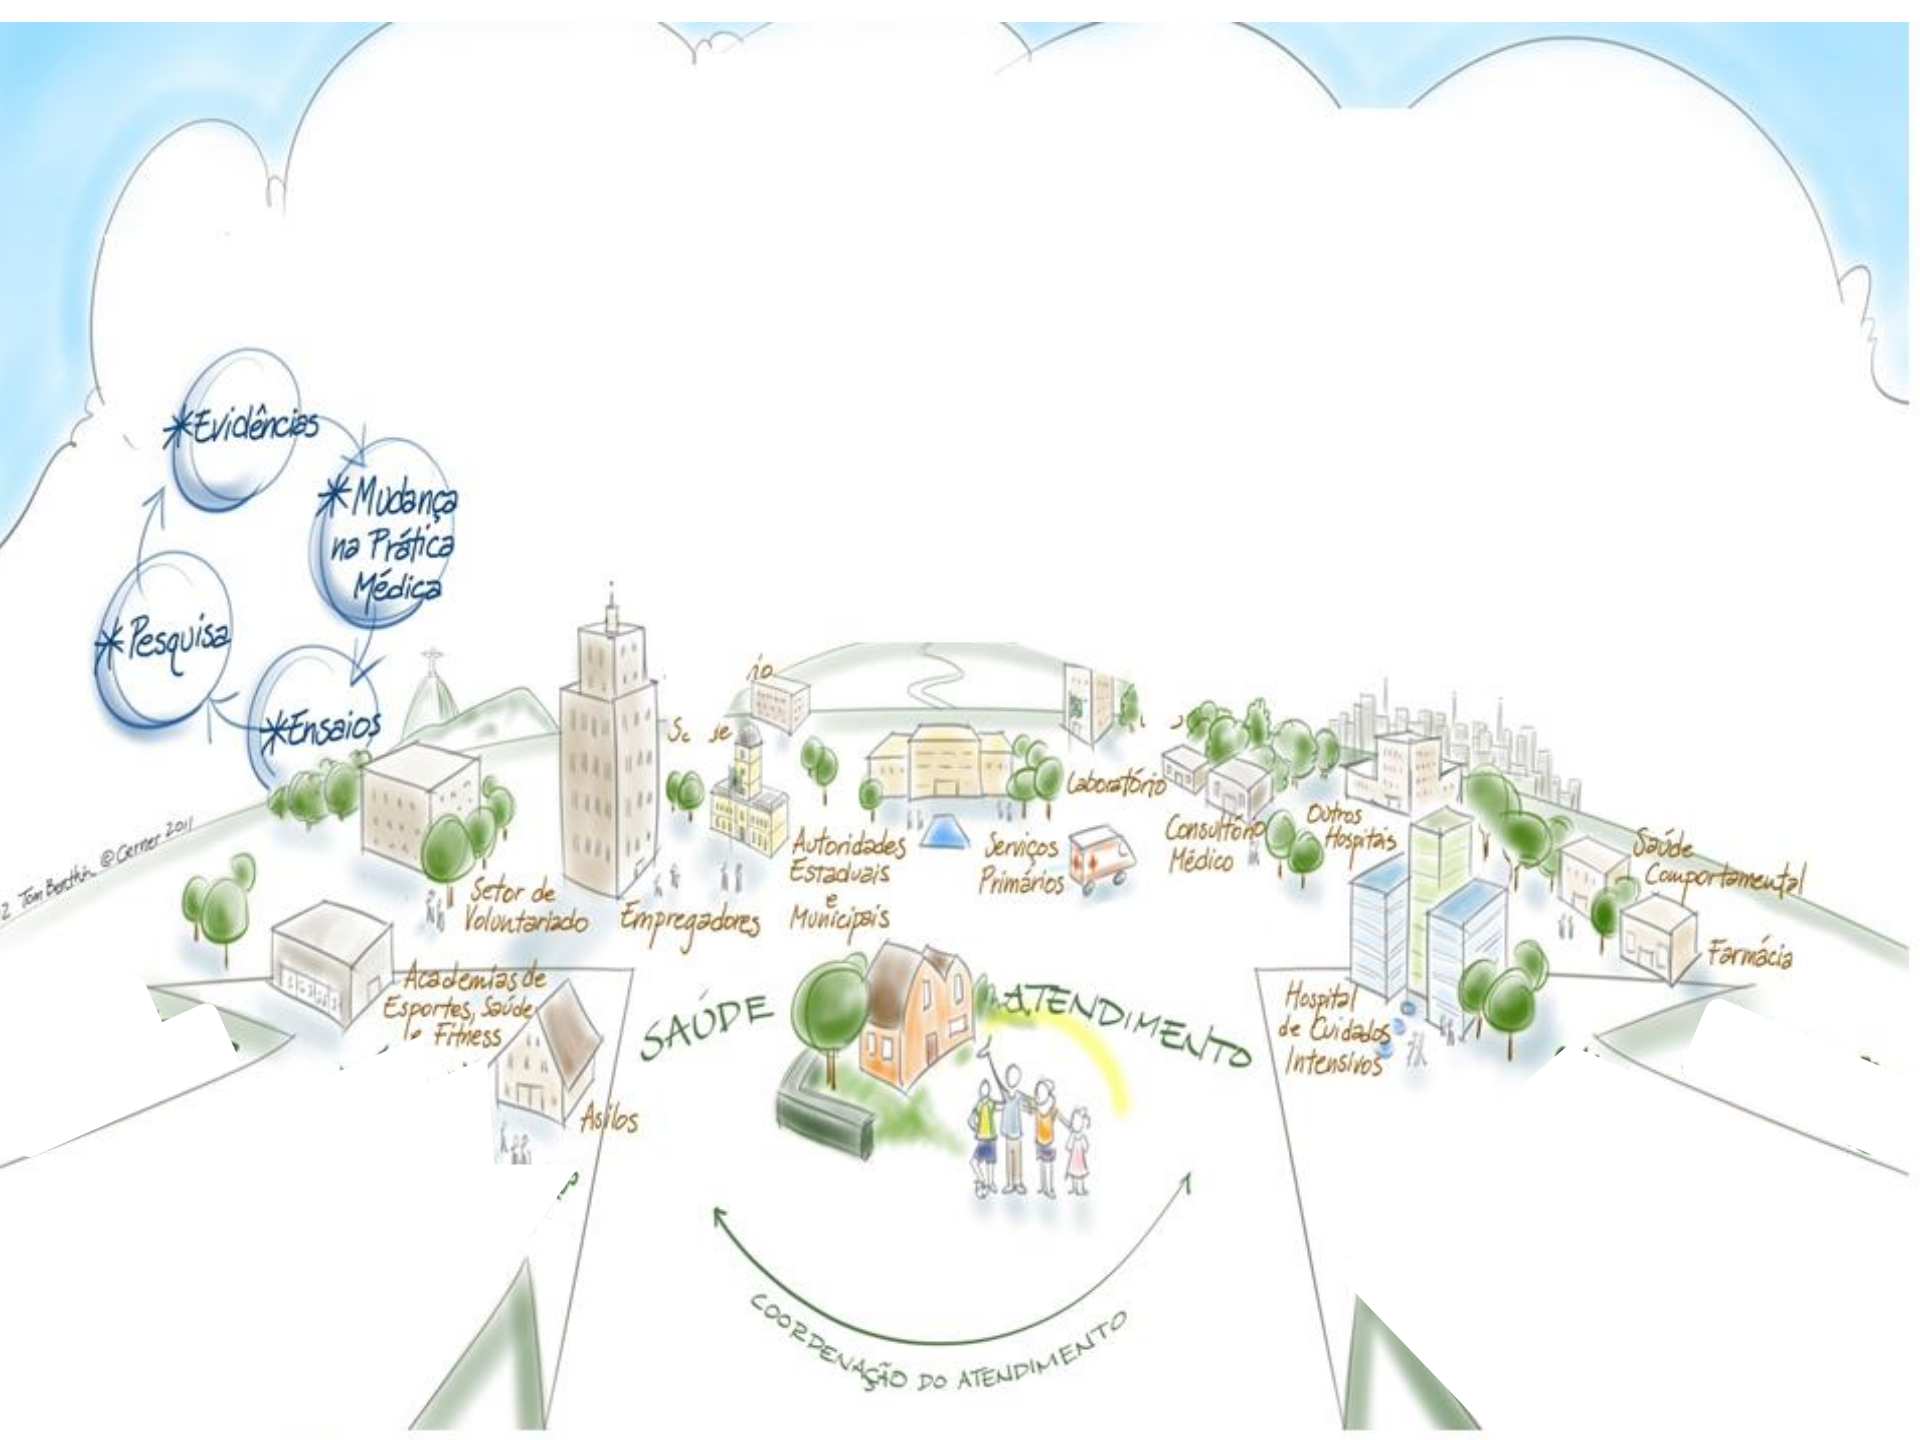 *Evidências
*Mudança
na Prática
Médica
*Pesquisa
*Ensaios
@ Cerner 2011
Setor de
Voluntariado
Empregadores
Autoridades
Estaduais
e
Municipais
Serviços
Primários
Laboratório
Consultório
Médico
Outros
Hospitais
Saúde
Comportamental
Farmácia
Academias de
Esportes, Saúde
e Fitness
Asilos
SAÚDE
ATENDIMENTO
Hospital
de Cuidados
Intensivos
COORDENAÇÃO DO ATENDIMENTO